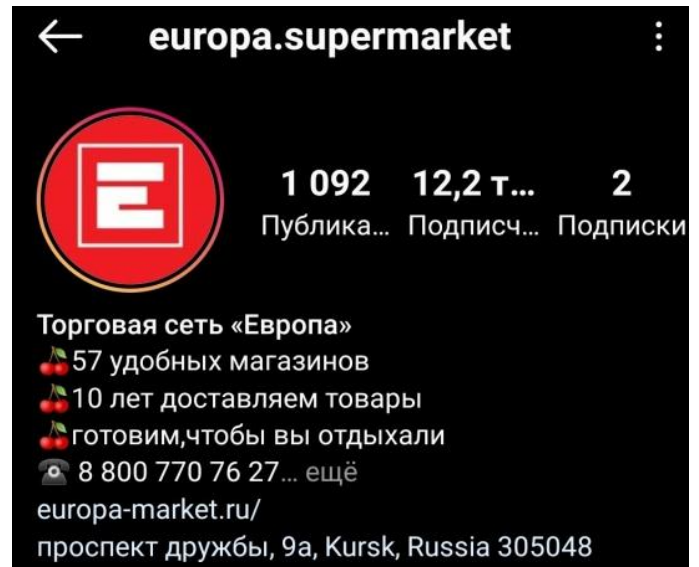 europa.supermarket
E
1 092 12,2 т... 2
Публика... Подписч... Подписки
Торговая сеть «Европа»
🍒57 удобных магазинов
🍒10 лет доставляем товары
🍒готовим,чтобы вы отдыхали
☎ 8 800 770 76 27... ещё
europa-market.ru/
проспект дружбы, 9а, Kursk, Russia 305048